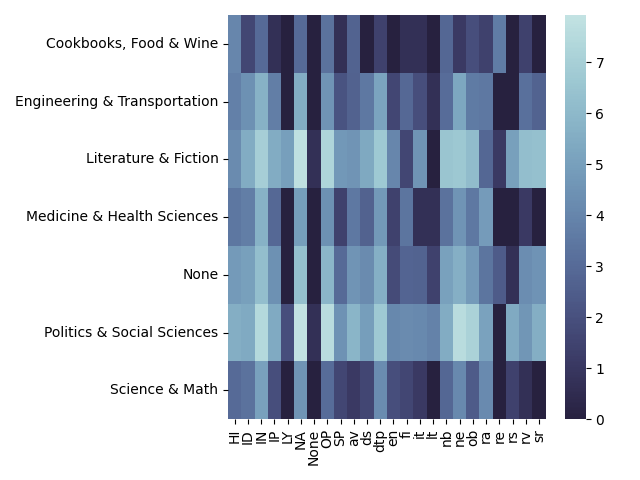 Cookbooks, Food & Wine
Engineering & Transportation
Literature & Fiction
Medicine & Health Sciences
None
Politics & Social Sciences
Science & Math
HI ID IN IP LY NA None OP SP av ds dtp en fi it lt nb ne ob ra re rs rv sr
7
6
5
4
3
2
1
0